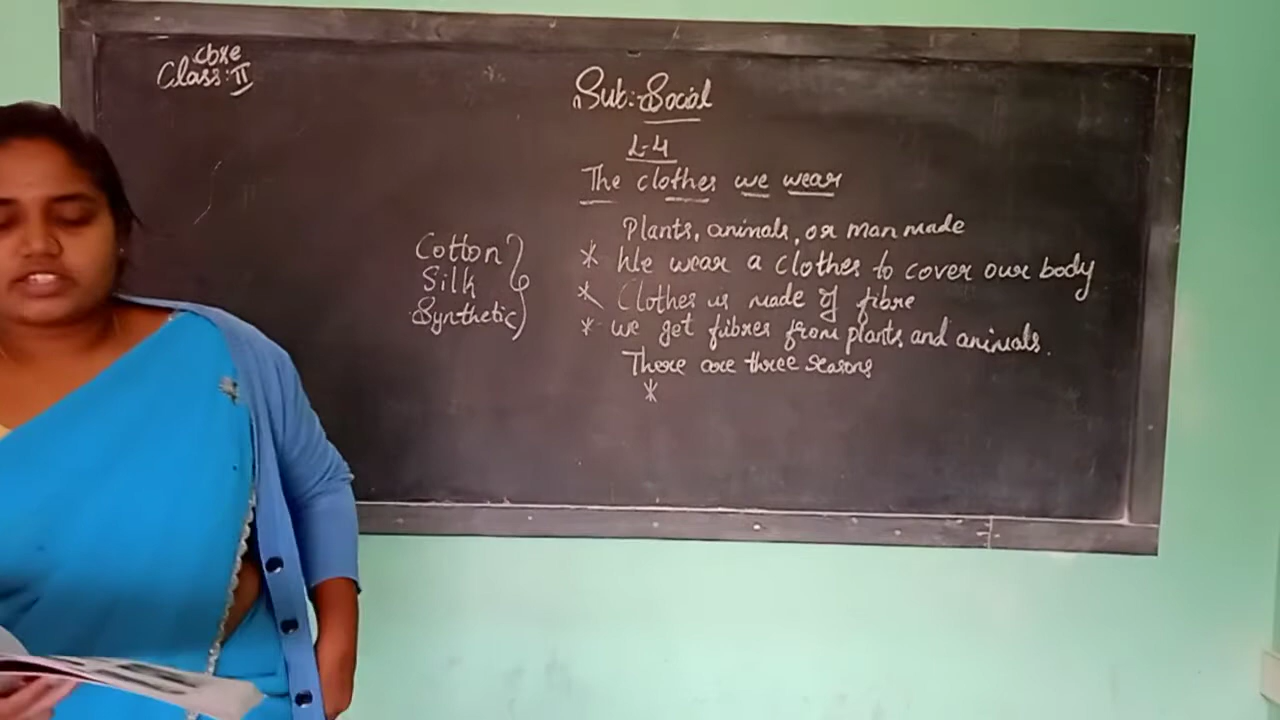 cbse
Class: II
Sub:- Social
L-4
The clothes we wear
Plants, animals, or man made
* We wear a clothes to cover our body
* Clothes is made of fibre
* we get fibres from plants and animals.
There are three seasons
*
Cotton
Silk
Synthetic